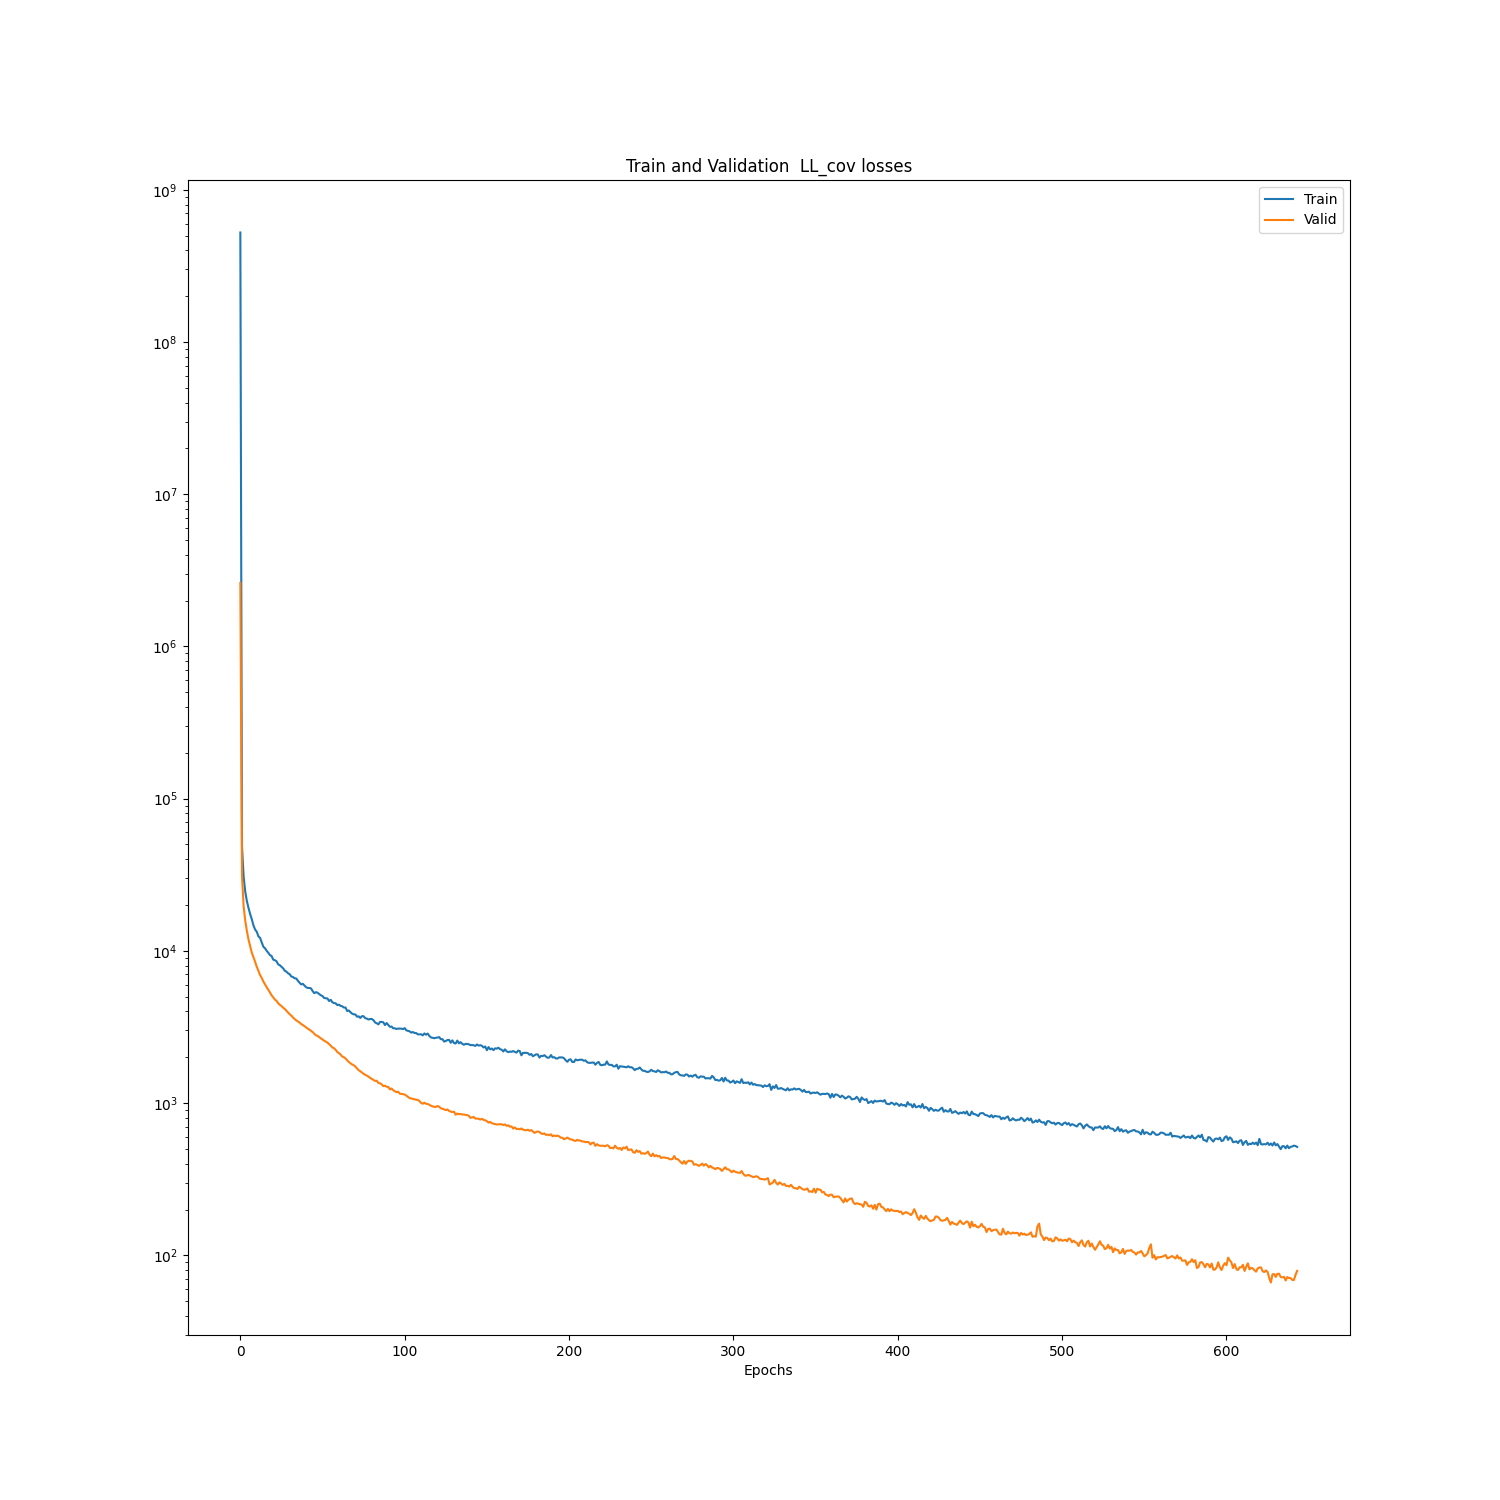 Train and Validation  LL_cov losses
Train
Valid
10⁹
10⁸
10⁷
10⁶
10⁵
10⁴
10³
10²
0 100 200 300 400 500 600
Epochs